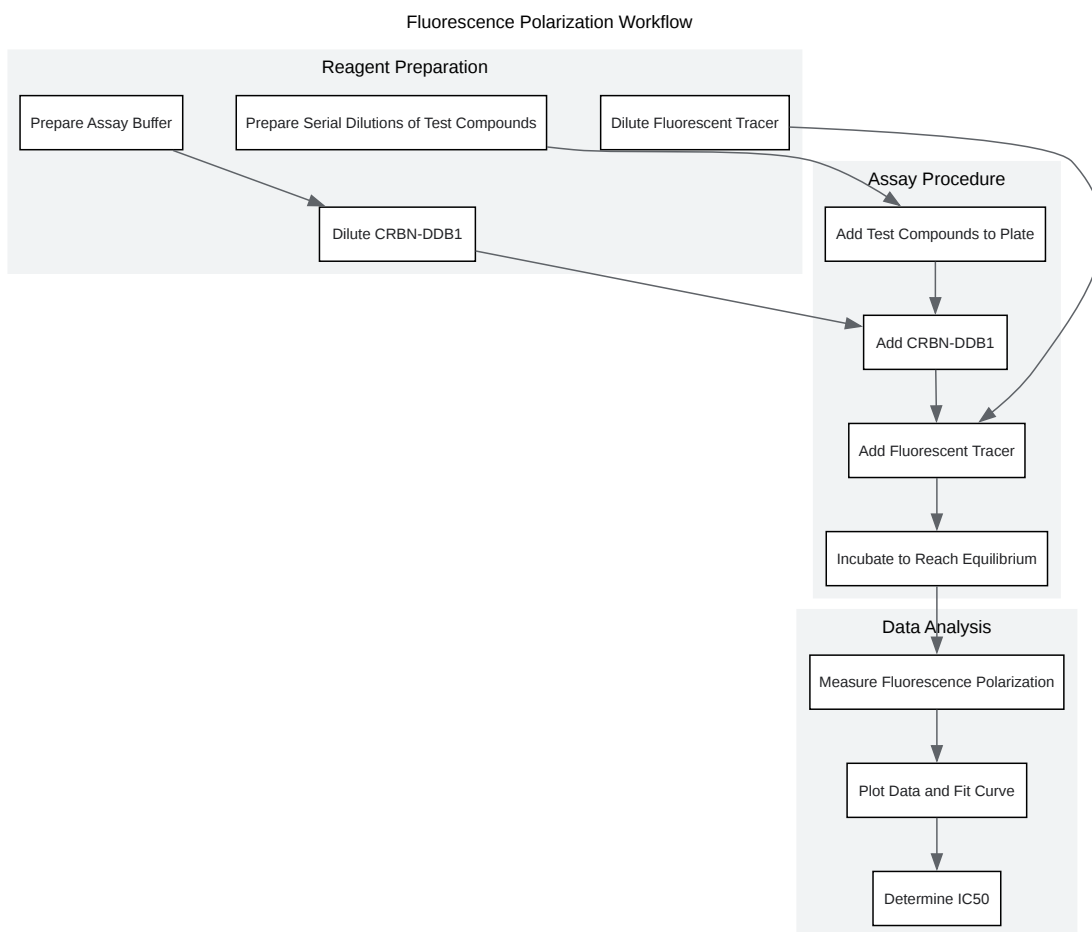 Fluorescence Polarization Workflow
Reagent Preparation
Prepare Assay Buffer
Prepare Serial Dilutions of Test Compounds
Dilute Fluorescent Tracer
Dilute CRBN-DDB1
Assay Procedure
Add Test Compounds to Plate
Add CRBN-DDB1
Add Fluorescent Tracer
Incubate to Reach Equilibrium
Data Analysis
Measure Fluorescence Polarization
Plot Data and Fit Curve
Determine IC50